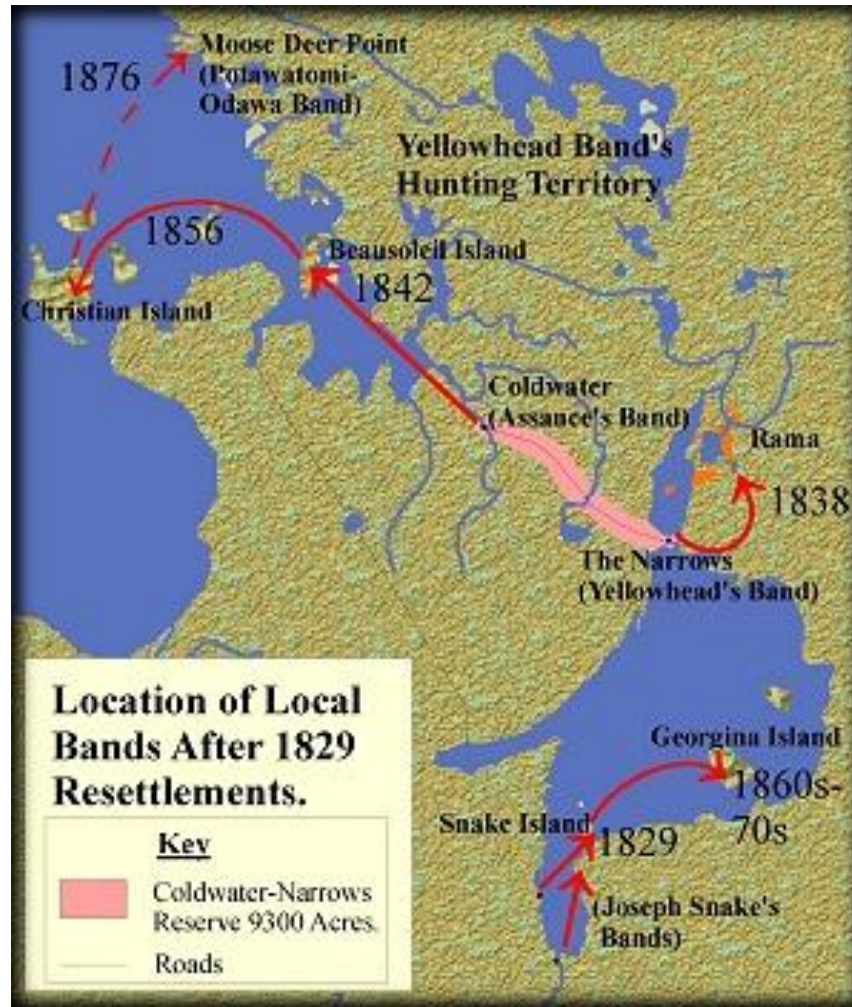 Moose Deer Point
(Potawatomi-
Odawa Band)
1876
Yellowhead Band's
Hunting Territory
1856
Beausoleil Island
1842
Christian Island
Coldwater
(Assance's Band)
Rama
1838
The Narrows
(Yellowhead's Band)
Location of Local
Bands After 1829
Resettlements.
Georgina Island
1860s-
70s
Snake Island
1829
(Joseph Snake's
Bands)
Key
Coldwater-Narrows
Reserve 9300 Acres.
Roads